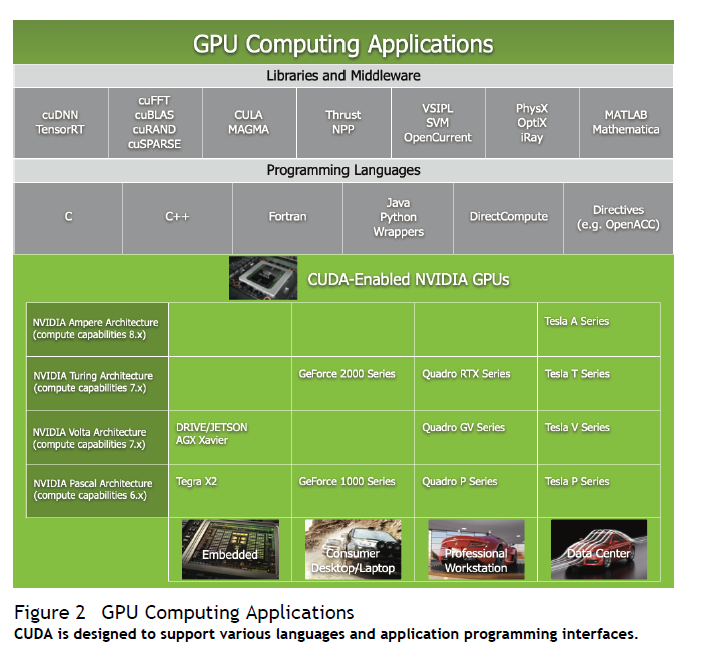 GPU Computing Applications
Libraries and Middleware
cuDNN
TensorRT
cuFFT
cuBLAS
cuRAND
cuSPARSE
CULA
MAGMA
Thrust
NPP
VSIPL
SVM
OpenCurrent
PhysX
OptiX
iRay
MATLAB
Mathematica
Programming Languages
C
C++
Fortran
Java
Python
Wrappers
DirectCompute
Directives
(e.g. OpenACC)
CUDA-Enabled NVIDIA GPUs
NVIDIA Ampere Architecture
(compute capabilities 8.x)
Tesla A Series
NVIDIA Turing Architecture
(compute capabilities 7.x)
GeForce 2000 Series
Quadro RTX Series
Tesla T Series
NVIDIA Volta Architecture
(compute capabilities 7.x)
DRIVE/JETSON
AGX Xavier
Quadro GV Series
Tesla V Series
NVIDIA Pascal Architecture
(compute capabilities 6.x)
Tegra X2
GeForce 1000 Series
Quadro P Series
Tesla P Series
Embedded
Consumer
Desktop/Laptop
Professional
Workstation
Data Center
Figure 2 GPU Computing Applications
CUDA is designed to support various languages and application programming interfaces.